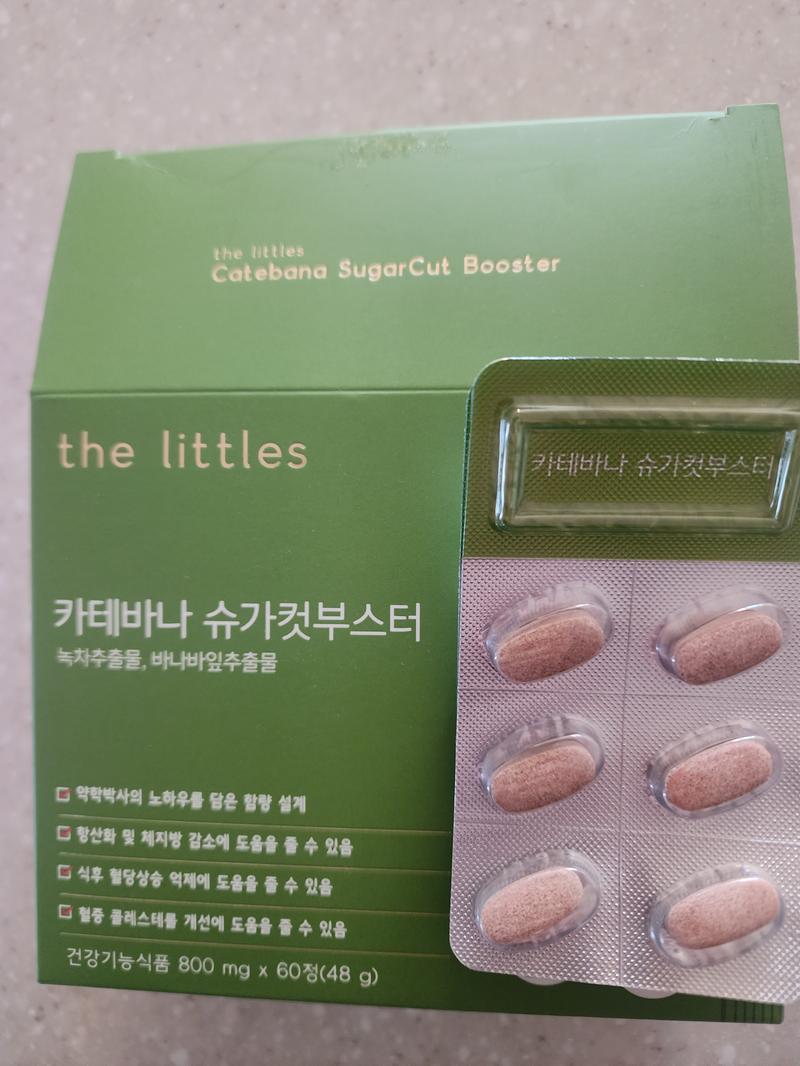 the littles
Catebana SugarCut Booster
the littles
카테바나 슈가컷부스터
카테바나 슈가컷부스터
녹차추출물, 바나바잎추출물
약학박사의 노하우를 담은 함량 설계
항산화 및 체지방 감소에 도움을 줄 수 있음
식후 혈당상승 억제에 도움을 줄 수 있음
혈중 콜레스테롤 개선에 도움을 줄 수 있음
건강기능식품 800 mg x 60정(48 g)